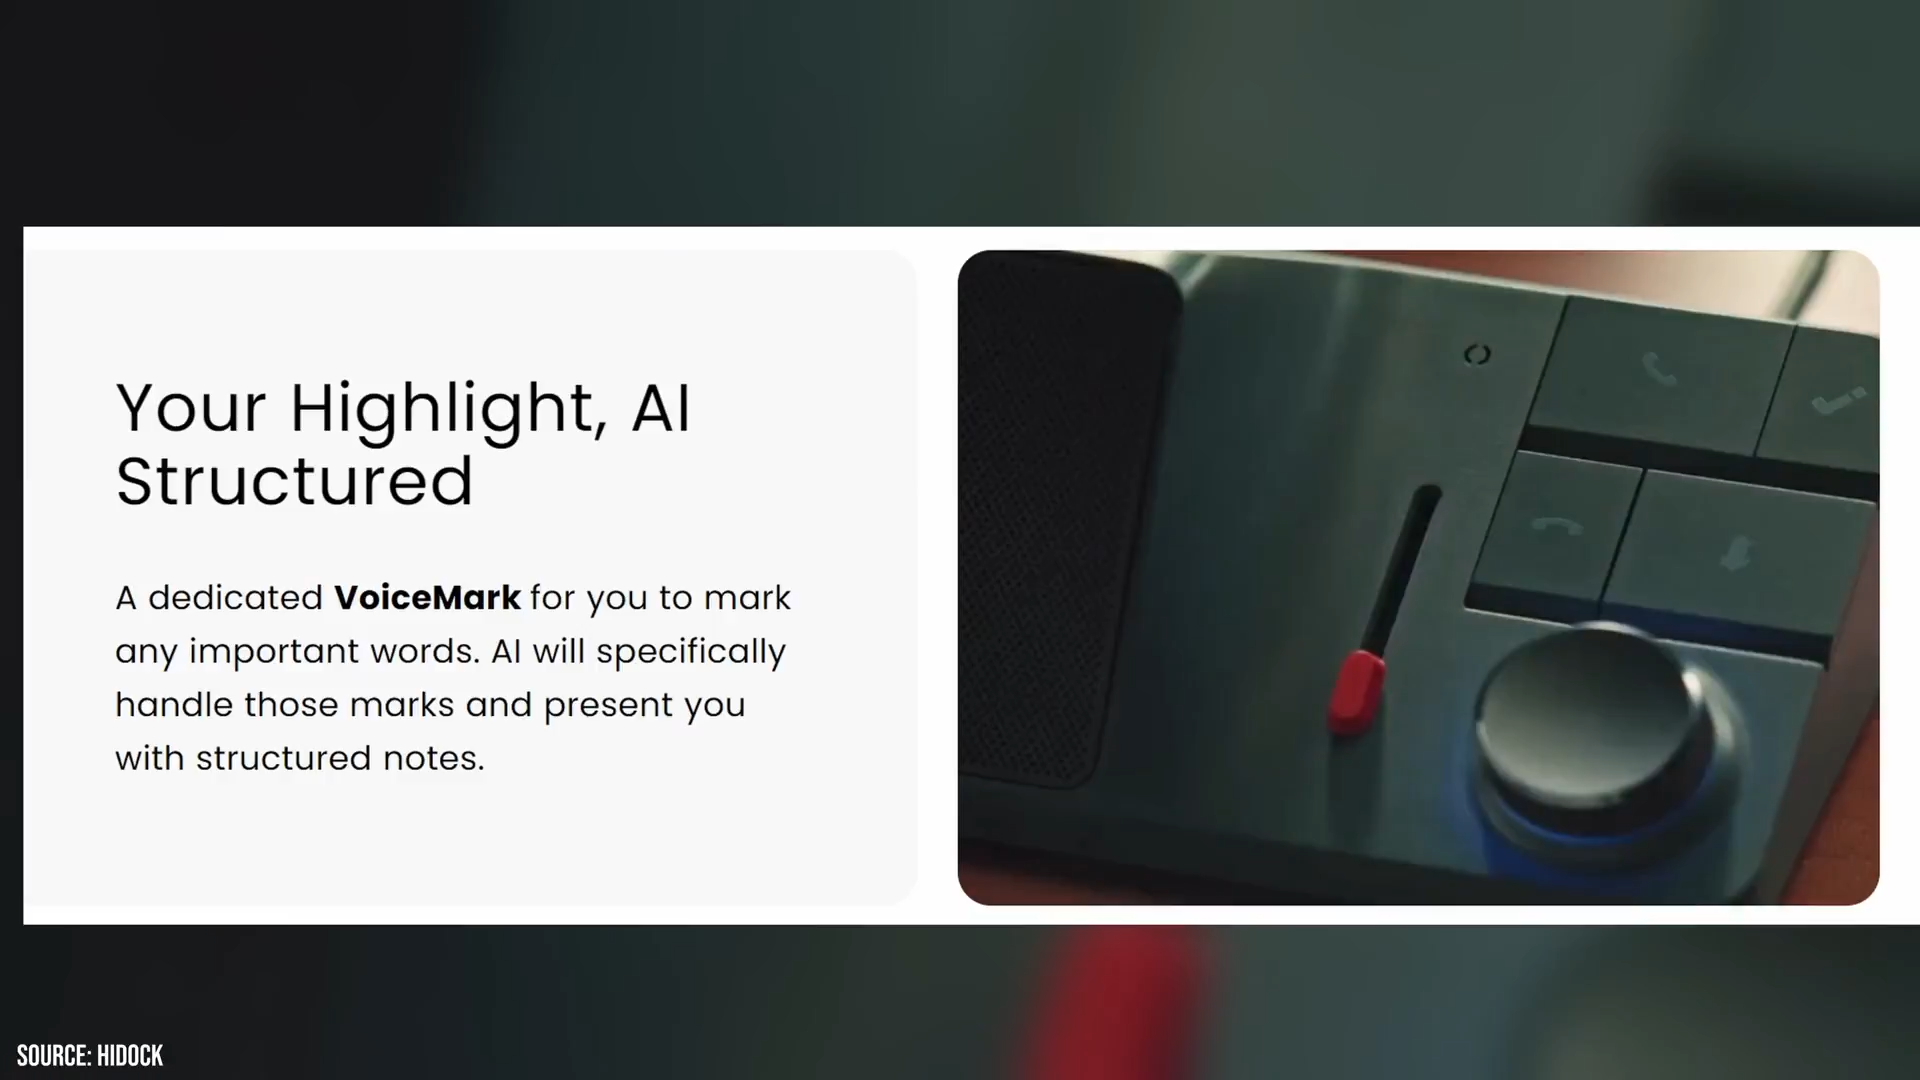 Your Highlight, AI
Structured
A dedicated VoiceMark for you to mark
any important words. AI will specifically
handle those marks and present you
with structured notes.
SOURCE: HIDOCK